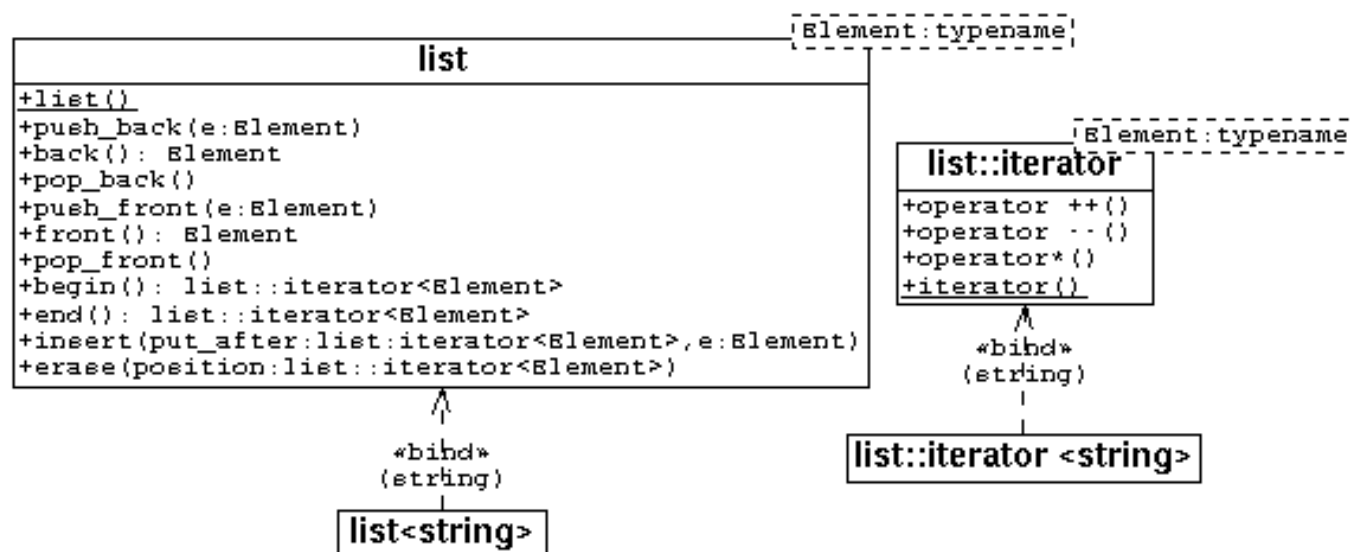 Element:typename
list
+list()
+push_back(e:Element)
+back(): Element
+pop_back()
+push_front(e:Element)
+front(): Element
+pop_front()
+begin(): list::iterator<Element>
+end(): list::iterator<Element>
+insert(put_after:list:iterator<Element>,e:Element)
+erase(position:list::iterator<Element>)
«bind»
(string)
list<string>
Element:typename
list::iterator
+operator ++()
+operator --()
+operator*()
+iterator()
«bind»
(string)
list::iterator <string>